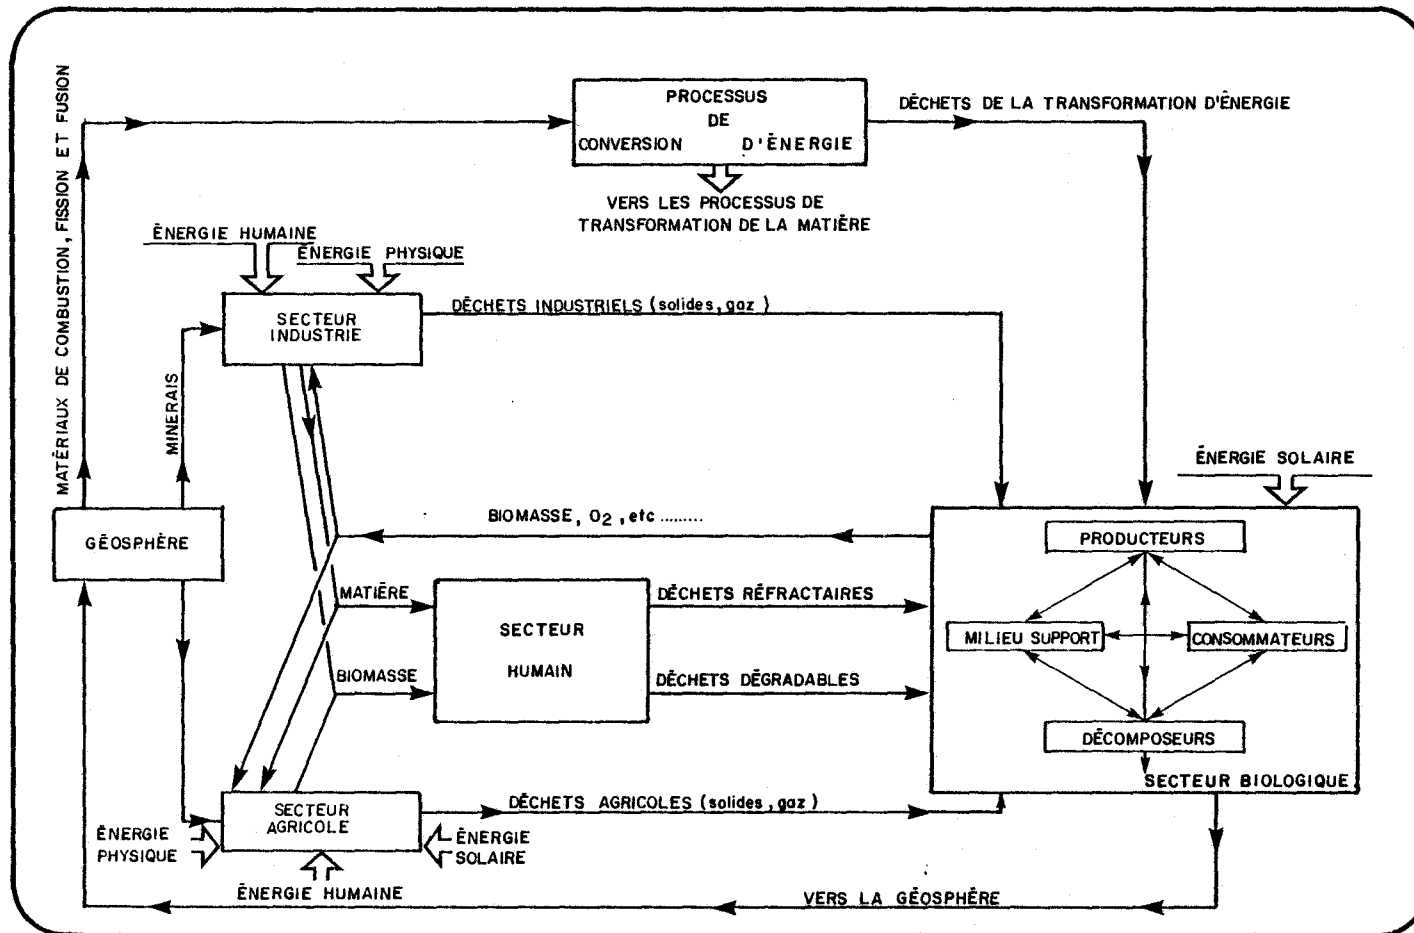 MATÉRIAUX DE COMBUSTION, FISSION ET FUSION
PROCESSUS
DE
CONVERSION D'ÉNERGIE
DÉCHETS DE LA TRANSFORMATION D'ÉNERGIE
VERS LES PROCESSUS DE
TRANSFORMATION DE LA MATIÈRE
ÉNERGIE HUMAINE
ÉNERGIE PHYSIQUE
SECTEUR
INDUSTRIE
DÉCHETS INDUSTRIELS (solides, gaz )
MINERAIS
ÉNERGIE SOLAIRE
GÉOSPHÈRE
BIOMASSE, O2 , etc .........
PRODUCTEURS
MATIÈRE
SECTEUR
HUMAIN
DÉCHETS RÉFRACTAIRES
MILIEU SUPPORT
CONSOMMATEURS
BIOMASSE
DÉCHETS DÉGRADABLES
DÉCOMPOSEURS
SECTEUR BIOLOGIQUE
SECTEUR
AGRICOLE
DÉCHETS AGRICOLES (solides, gaz)
ÉNERGIE
PHYSIQUE
ÉNERGIE
SOLAIRE
ÉNERGIE HUMAINE
VERS LA GÉOSPHÈRE